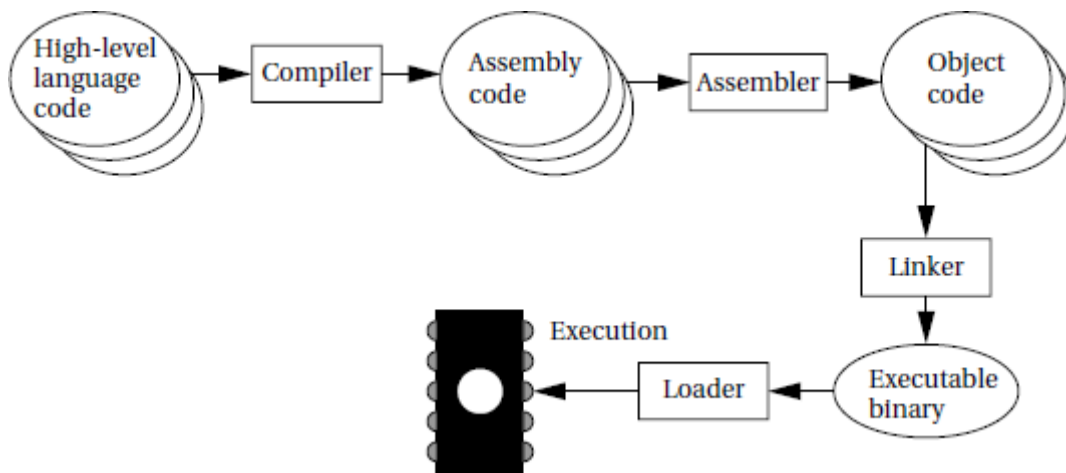 High-level
language
code
Compiler
Assembly
code
Assembler
Object
code
Linker
Executable
binary
Loader
Execution